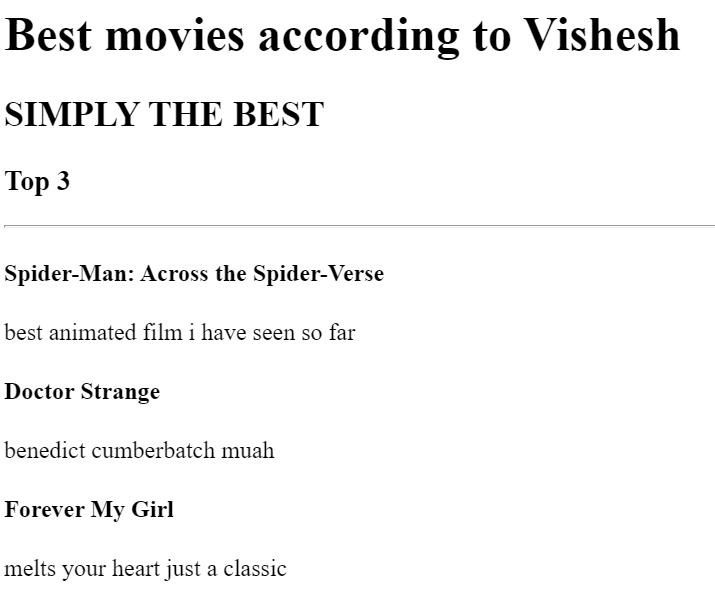 Best movies according to Vishesh
SIMPLY THE BEST
Top 3
Spider-Man: Across the Spider-Verse
best animated film i have seen so far
Doctor Strange
benedict cumberbatch muah
Forever My Girl
melts your heart just a classic